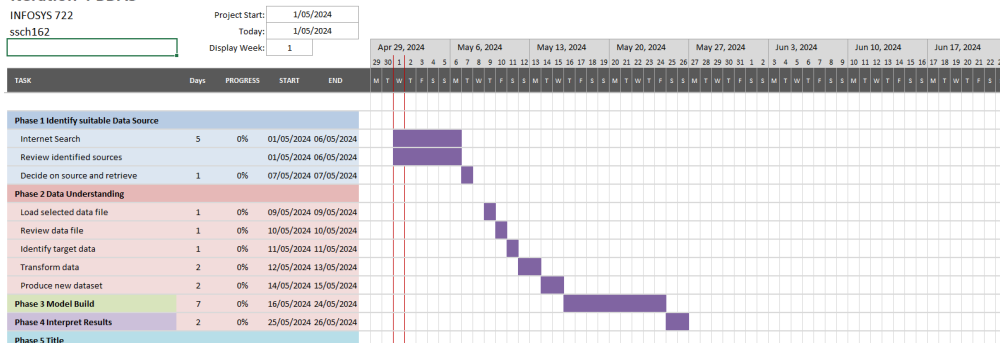 INFOSYS 722
Project Start: 1/05/2024
ssch162
Today: 1/05/2024
Display Week: 1
Apr 29, 2024 May 6, 2024 May 13, 2024 May 20, 2024 May 27, 2024 Jun 3, 2024 Jun 10, 2024 Jun 17, 2024
29 30 1 2 3 4 5 6 7 8 9 10 11 12 13 14 15 16 17 18 19 20 21 22 23 24 25 26 27 28 29 30 31 1 2 3 4 5 6 7 8 9 10 11 12 13 14 15 16 17 18 19 20 21 22
TASK Days PROGRESS START END M T W T F S S M T W T F S S M T W T F S S M T W T F S S M T W T F S S M T W T F S S M T W T F S S M T W T F S
Phase 1 Identify suitable Data Source
Internet Search 5 0% 01/05/2024 06/05/2024
Review identified sources 01/05/2024 06/05/2024
Decide on source and retrieve 1 0% 07/05/2024 07/05/2024
Phase 2 Data Understanding
Load selected data file 1 0% 09/05/2024 09/05/2024
Review data file 1 0% 10/05/2024 10/05/2024
Identify target data 1 0% 11/05/2024 11/05/2024
Transform data 2 0% 12/05/2024 13/05/2024
Produce new dataset 2 0% 14/05/2024 15/05/2024
Phase 3 Model Build 7 0% 16/05/2024 24/05/2024
Phase 4 Interpret Results 2 0% 25/05/2024 26/05/2024
Phase 5 Title